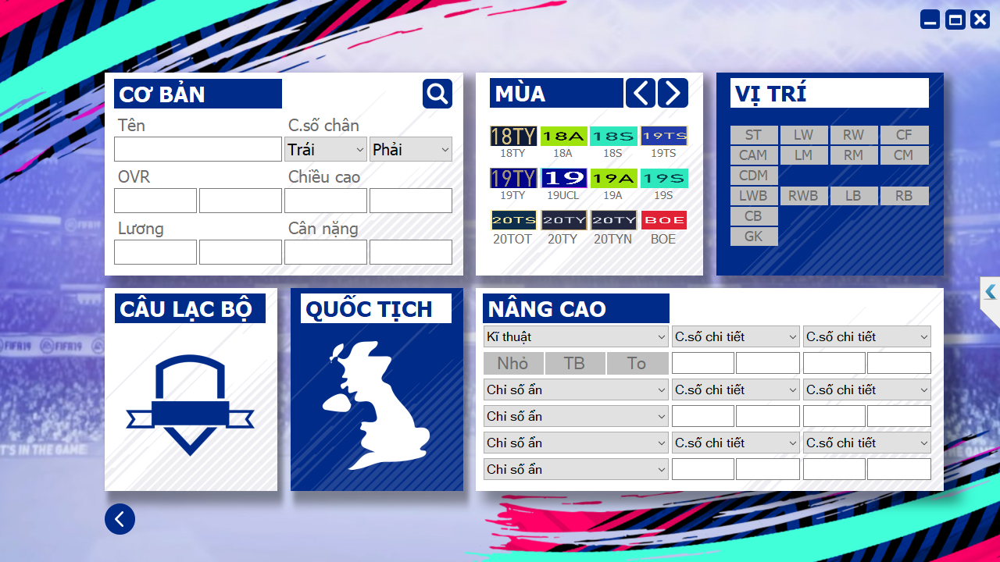 CƠ BẢN
Tên
C.số chân
Trái
Phải
OVR
Chiều cao
Lương
Cân nặng
MÙA
18TY 18A 18S 19TS
18TY 18A 18S 19TS
19TY 19 19A 19S
19TY 19UCL 19A 19S
20TS 20TY 20TY BOE
20TOT 20TY 20TYN BOE
VỊ TRÍ
ST LW RW CF
CAM LM RM CM
CDM
LWB RWB LB RB
CB
GK
CÂU LẠC BỘ
QUỐC TỊCH
NÂNG CAO
Kĩ thuật C.số chi tiết C.số chi tiết
Nhỏ TB To
Chỉ số ẩn C.số chi tiết C.số chi tiết
Chỉ số ẩn
Chỉ số ẩn C.số chi tiết C.số chi tiết
Chỉ số ẩn
FIFA19
FIFA19 FIFA19
T'S IN THE GAME